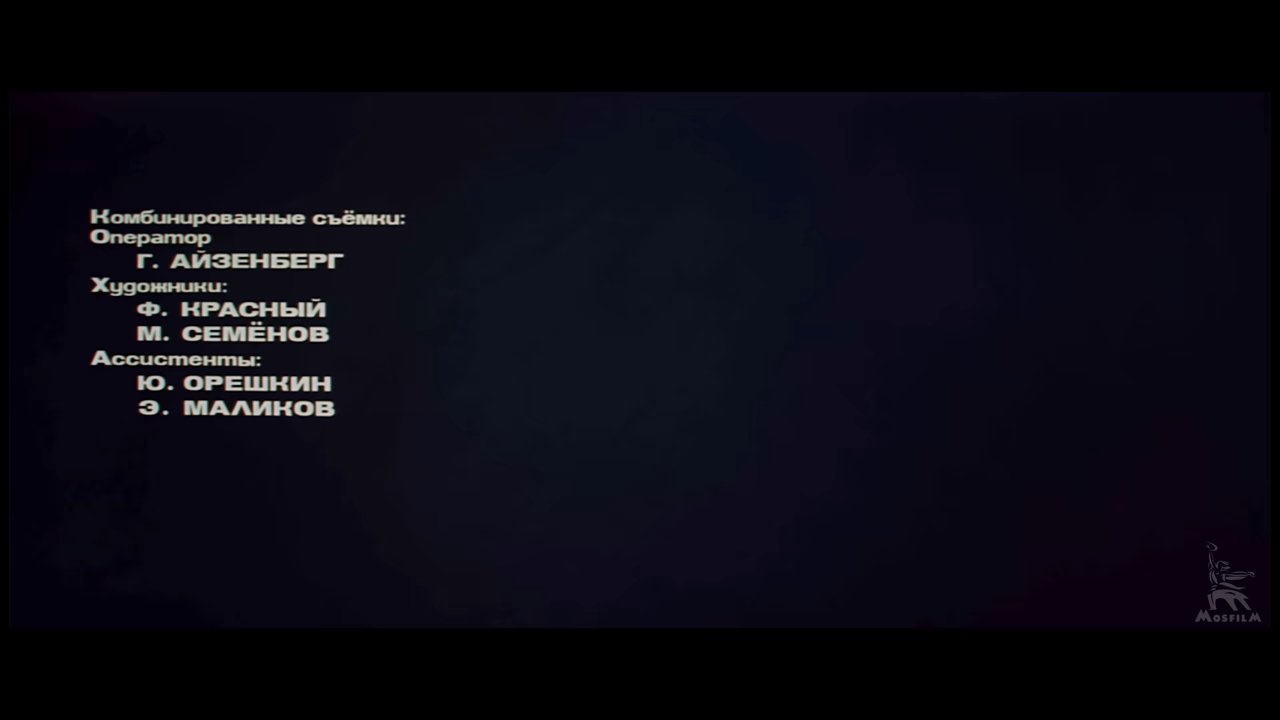 Комбинированные съёмки:
Оператор
Г. АЙЗЕНБЕРГ
Художники:
Ф. КРАСНЫЙ
М. СЕМЁНОВ
Ассистенты:
Ю. ОРЕШКИН
Э. МАЛИКОВ
MOSFILM